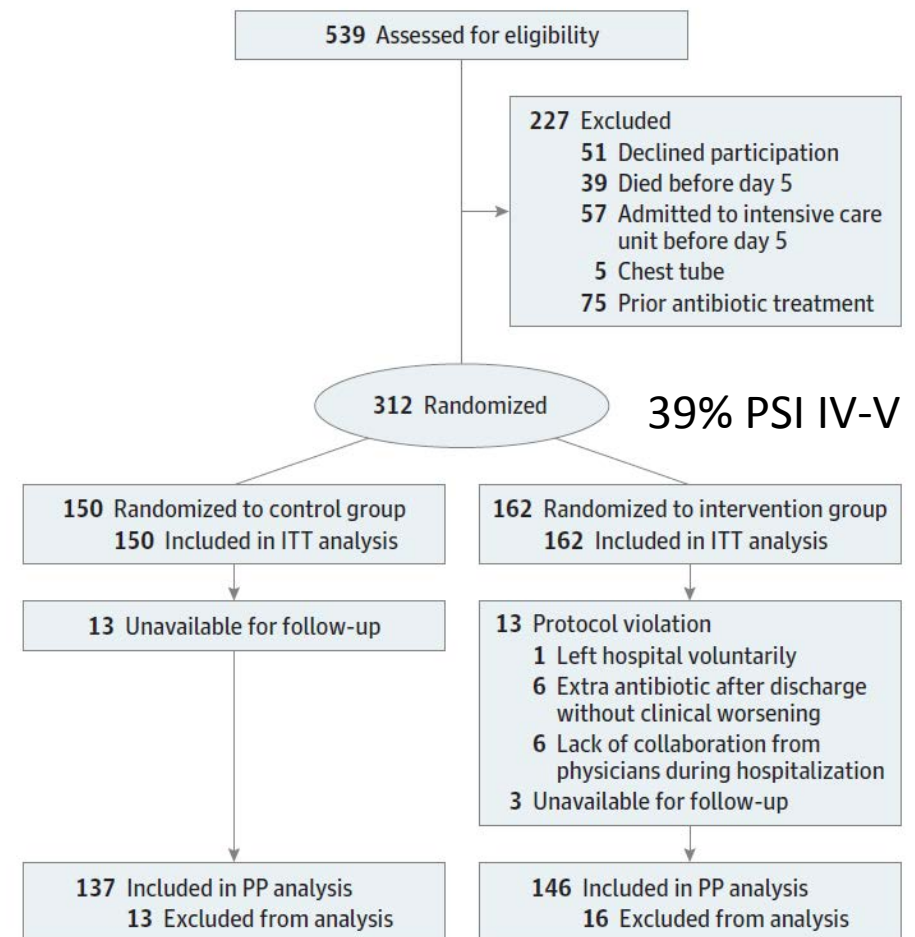 539 Assessed for eligibility
227 Excluded
51 Declined participation
39 Died before day 5
57 Admitted to intensive care
unit before day 5
5 Chest tube
75 Prior antibiotic treatment
312 Randomized
39% PSI IV-V
150 Randomized to control group
150 Included in ITT analysis
162 Randomized to intervention group
162 Included in ITT analysis
13 Unavailable for follow-up
13 Protocol violation
1 Left hospital voluntarily
6 Extra antibiotic after discharge
without clinical worsening
6 Lack of collaboration from
physicians during hospitalization
3 Unavailable for follow-up
137 Included in PP analysis
13 Excluded from analysis
146 Included in PP analysis
16 Excluded from analysis